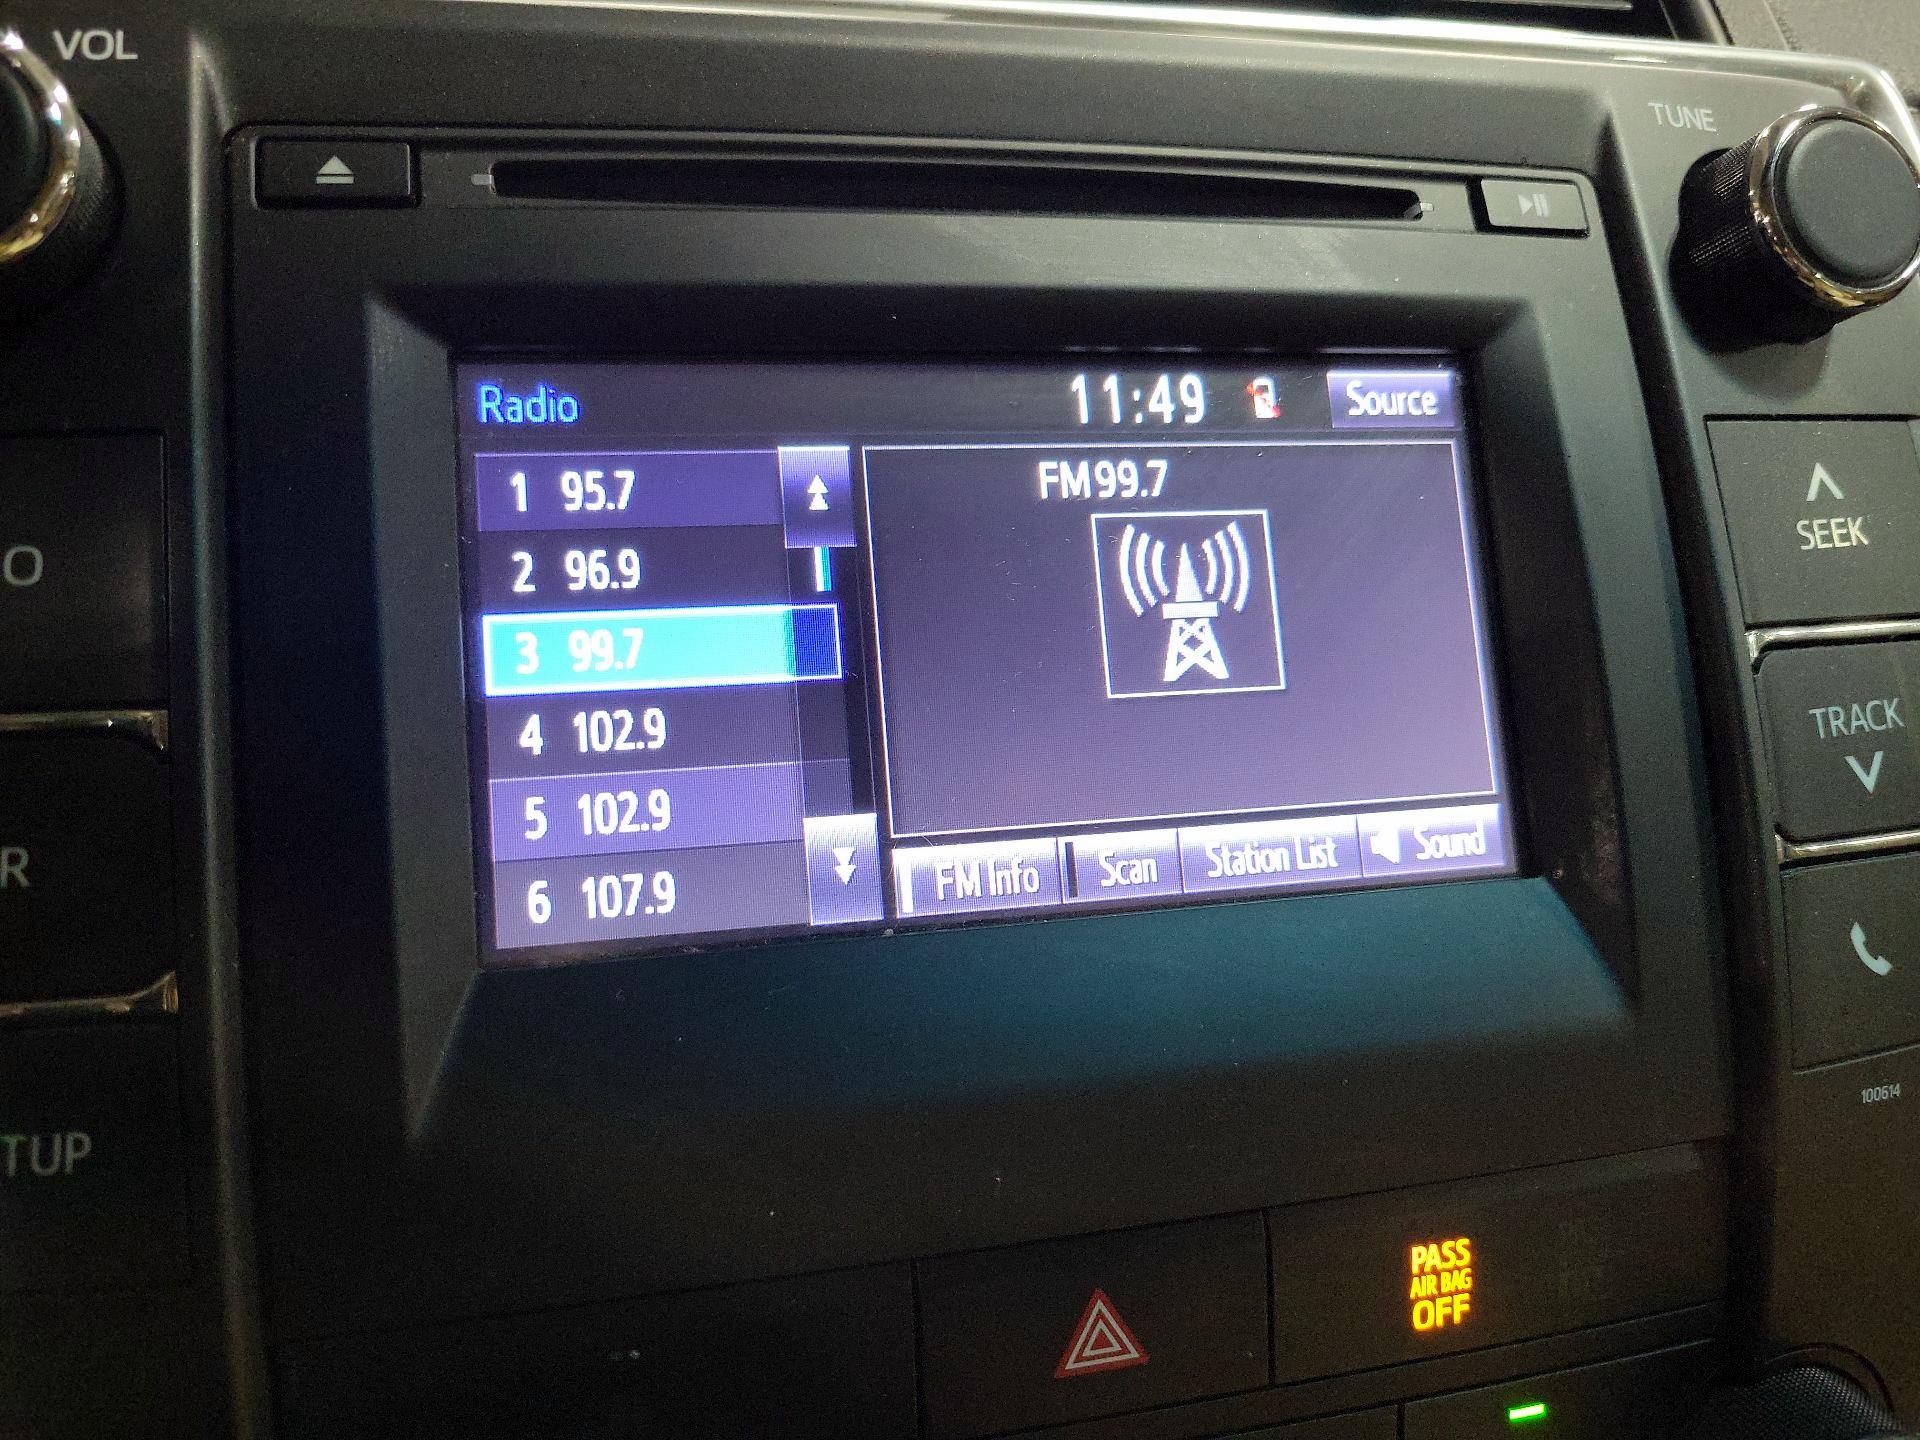 VOL
TUNE
Radio
11:49
Source
1 95.7
2 96.9
3 99.7
4 102.9
5 102.9
6 107.9
FM99.7
FM Info
Scan
Station List
Sound
SEEK
TRACK
O
R
TUP
100614
PASS
AIR BAG
OFF